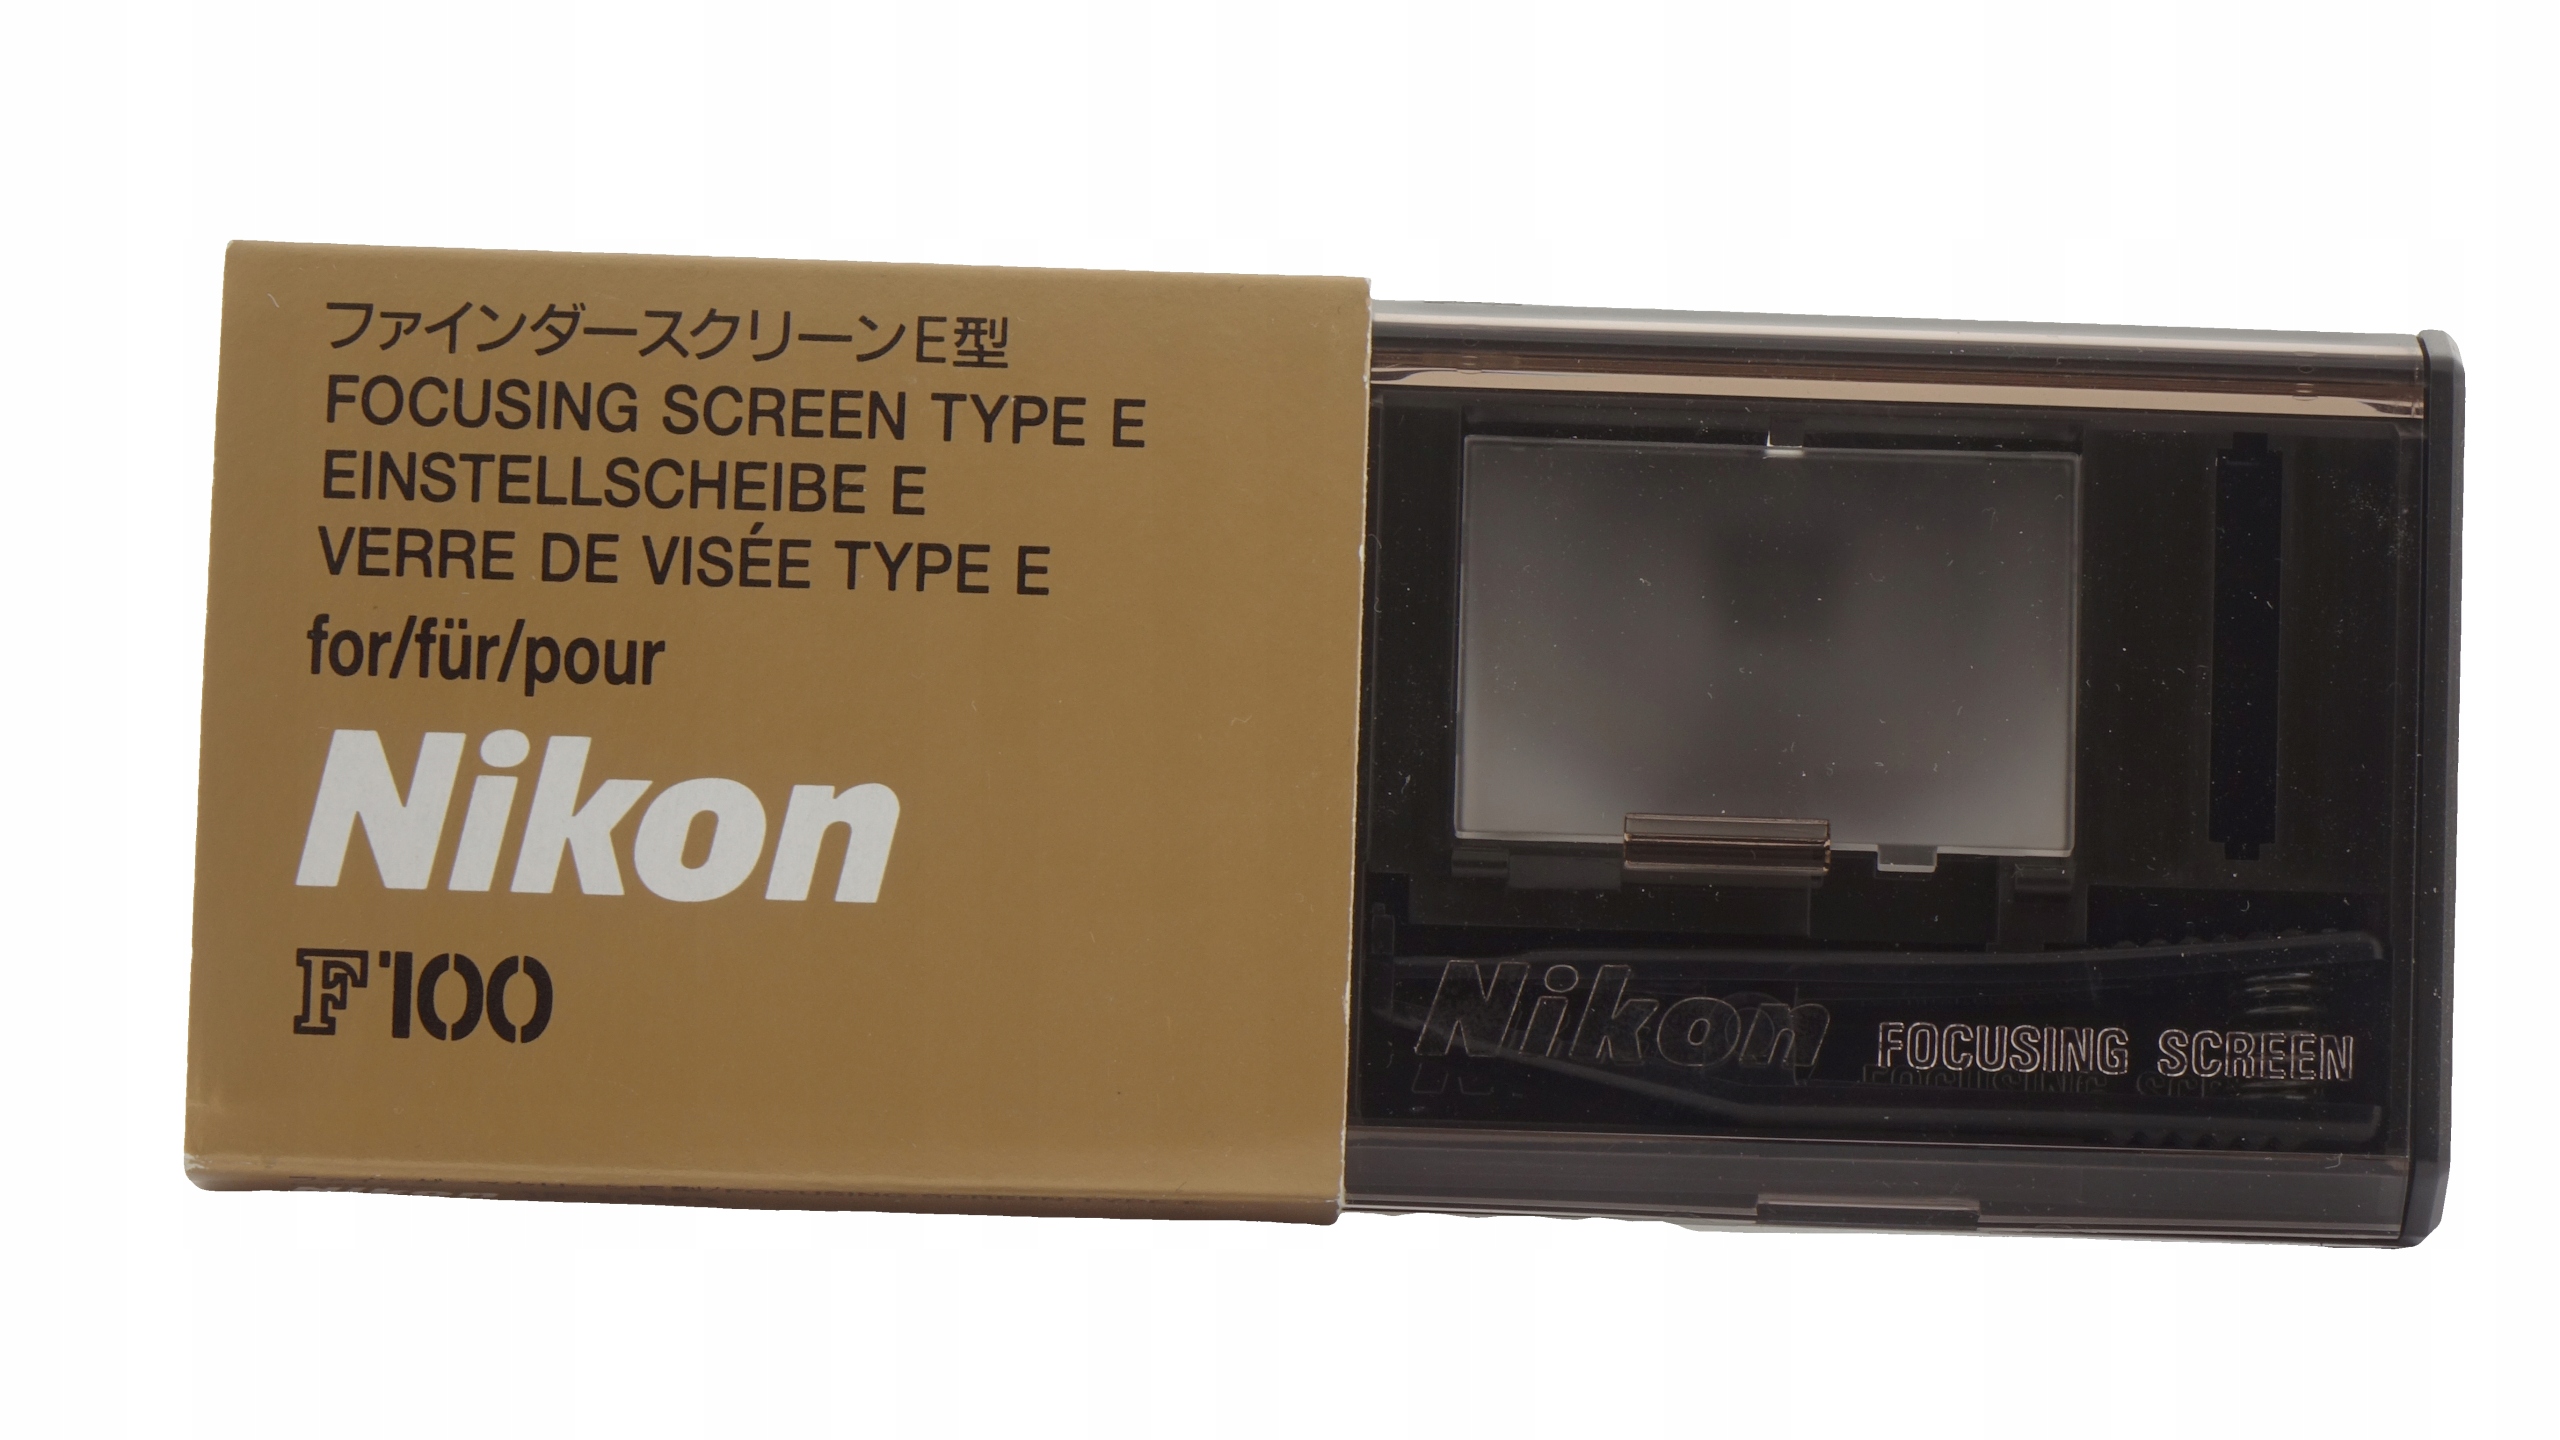 ファインダースクリーンE型
FOCUSING SCREEN TYPE E
EINSTELLSCHEIBE E
VERRE DE VISÉE TYPE E
for/für/pour
Nikon
F100
Nikon FOCUSING SCREEN